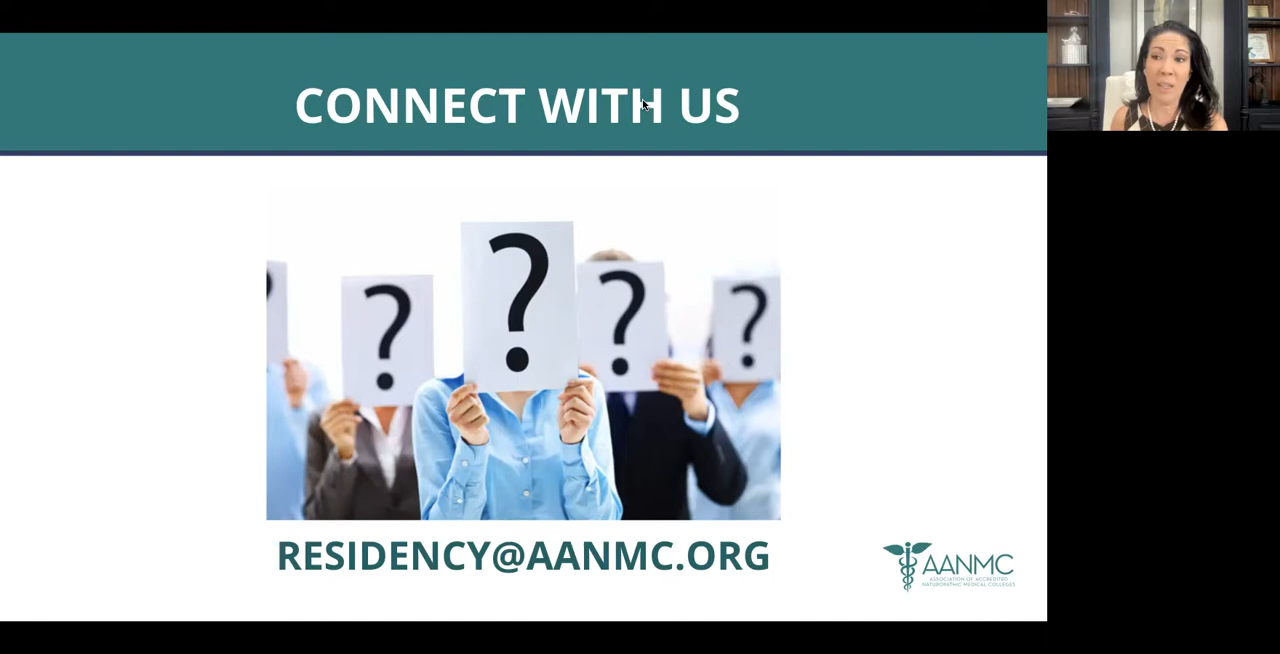 CONNECT WITH US
?
?
?
?
?
RESIDENCY@AANMC.ORG
AANMC
ASSOCIATION OF ACCREDITED
NATUROPATHIC MEDICAL COLLEGES